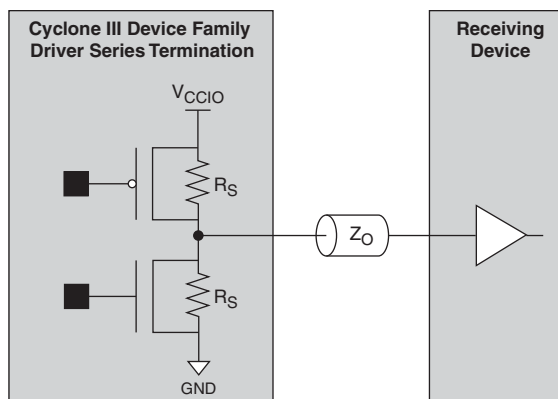 Cyclone III Device Family
Driver Series Termination
Receiving
Device
VCCIO
RS
ZO
RS
GND